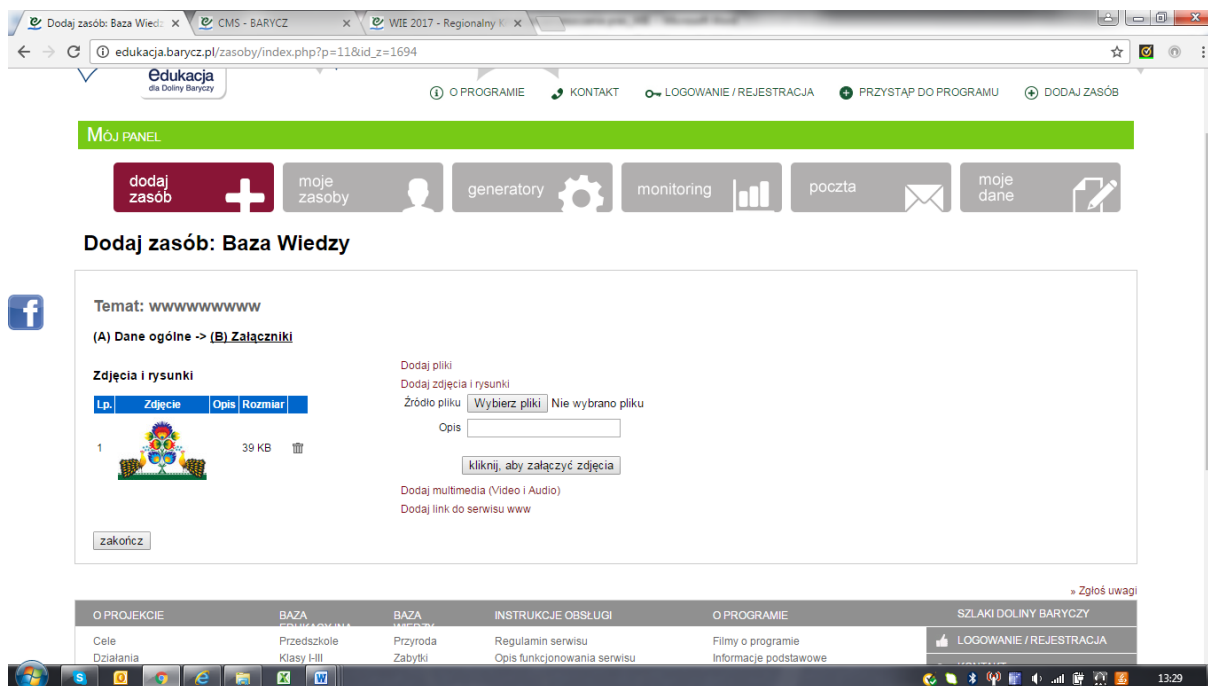 Dodaj zasób: Baza Wiedz
CMS - BARYCZ
WIE 2017 - Regionalny K
edukacja.barycz.pl/zasoby/index.php?p=11&id_z=1694
edukacja
dla Doliny Baryczy
O PROGRAMIE
KONTAKT
LOGOWANIE / REJESTRACJA
PRZYSTĄP DO PROGRAMU
DODAJ ZASÓB
MÓJ PANEL
dodaj
zasób
moje
zasoby
generatory
monitoring
poczta
moje
dane
Dodaj zasób: Baza Wiedzy
Temat: wwwwwwwww
(A) Dane ogólne -> (B) Załączniki
Zdjęcia i rysunki
Lp. Zdjęcie Opis Rozmiar
1 39 KB
Dodaj pliki
Dodaj zdjęcia i rysunki
Źródło pliku Wybierz pliki Nie wybrano pliku
Opis
kliknij, aby załączyć zdjęcia
Dodaj multimedia (Video i Audio)
Dodaj link do serwisu www
zakończ
» Zgłoś uwagi
O PROJEKCIE
Cele
Działania
BAZA
Przedszkole
Klasy I-III
BAZA
Przyroda
Zabytki
INSTRUKCJE OBSŁUGI
Regulamin serwisu
Opis funkcjonowania serwisu
O PROGRAMIE
Filmy o programie
Informacje podstawowe
SZLAKI DOLINY BARYCZY
LOGOWANIE / REJESTRACJA
13:29